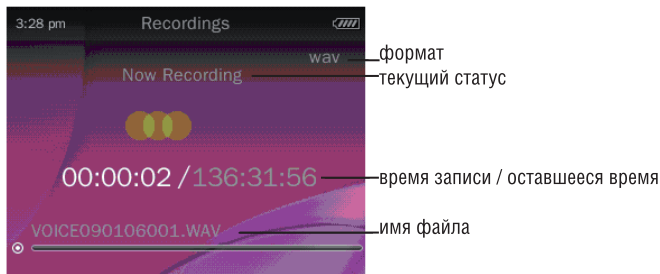 3:28 pm Recordings
wav формат
Now Recording текущий статус
00:00:02 / 136:31:56 время записи / оставшееся время
VOICE090106001.WAV имя файла